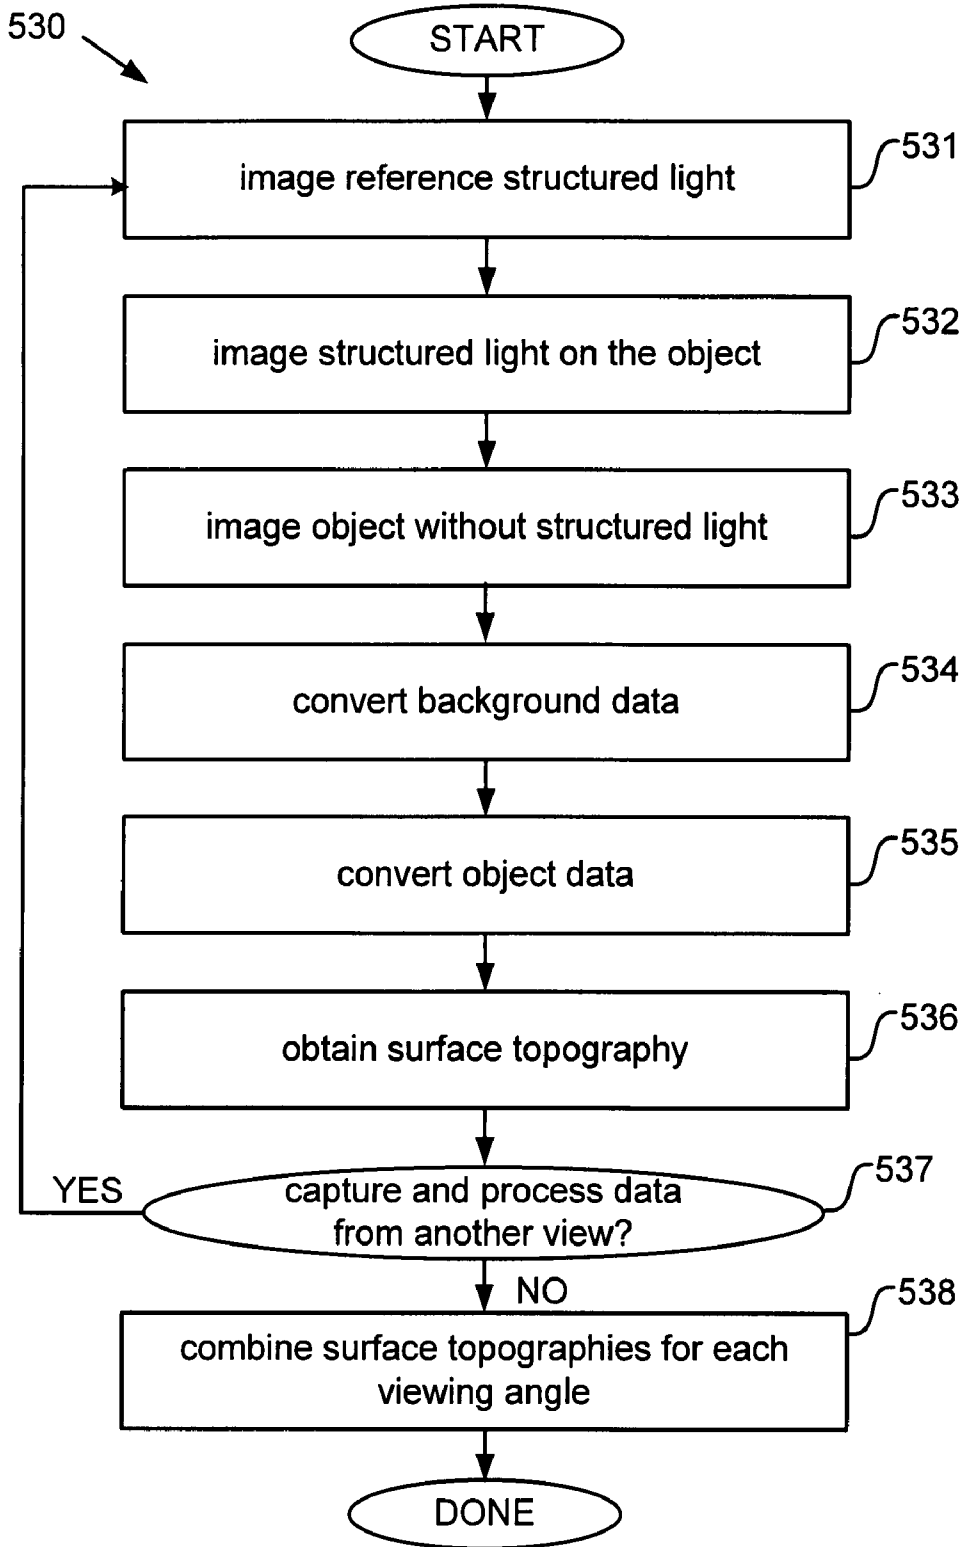 530
START
image reference structured light
531
image structured light on the object
532
image object without structured light
533
convert background data
534
convert object data
535
obtain surface topography
536
YES
capture and process data
from another view?
537
NO
combine surface topographies for each
viewing angle
538
DONE